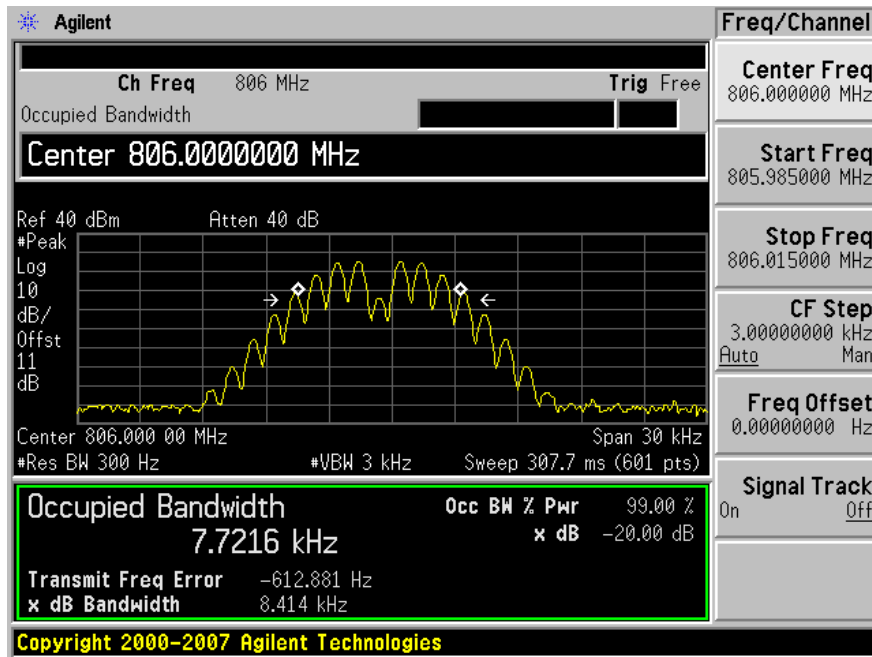 Agilent
Freq/Channel
Ch Freq 806 MHz Trig Free
Occupied Bandwidth
Center 806.0000000 MHz
Ref 40 dBm Atten 40 dB
#Peak
Log
10
dB/
Offst
11
dB
Center 806.000 00 MHz Span 30 kHz
#Res BW 300 Hz #VBW 3 kHz Sweep 307.7 ms (601 pts)
Occupied Bandwidth
7.7216 kHz
Occ BW % Pwr 99.00 %
x dB -20.00 dB
Transmit Freq Error -612.881 Hz
x dB Bandwidth 8.414 kHz
Center Freq
806.000000 MHz
Start Freq
805.985000 MHz
Stop Freq
806.015000 MHz
CF Step
3.00000000 kHz
Auto Man
Freq Offset
0.00000000 Hz
Signal Track
On Off
Copyright 2000-2007 Agilent Technologies